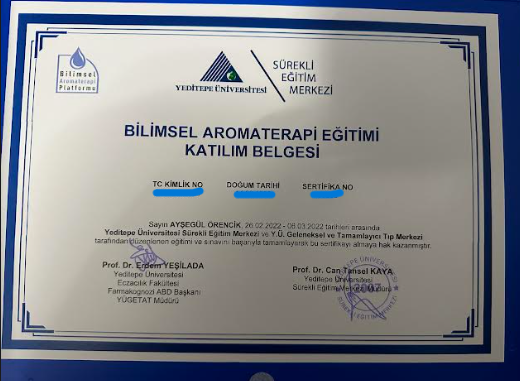 Bilimsel
Aromaterapi
Platformu
YEDİTEPE ÜNİVERSİTESİ
SÜREKLİ
EĞİTİM
MERKEZİ
BİLİMSEL AROMATERAPİ EĞİTİMİ
KATILIM BELGESİ
TC KİMLİK NO DOĞUM TARİHİ SERTİFİKA NO
Sayın AYŞEGÜL ÖRENCİK, 26.02.2022 - 08.03.2022 tarihleri arasında
Yeditepe Üniversitesi Sürekli Eğitim Merkezi ve Y.Ü. Geleneksel ve Tamamlayıcı Tıp Merkezi
tarafından düzenlenen eğitimi ve sınavını başarıyla tamamlayarak bu sertifikayı almaya hak kazanmıştır.
Prof. Dr. Erdem YEŞİLADA
Yeditepe Üniversitesi
Eczacılık Fakültesi
Farmakognozi ABD Başkanı
YÜGETAT Müdürü
Prof. Dr. Can Tansel KAYA
Yeditepe Üniversitesi
Sürekli Eğitim Merkezi Müdürü